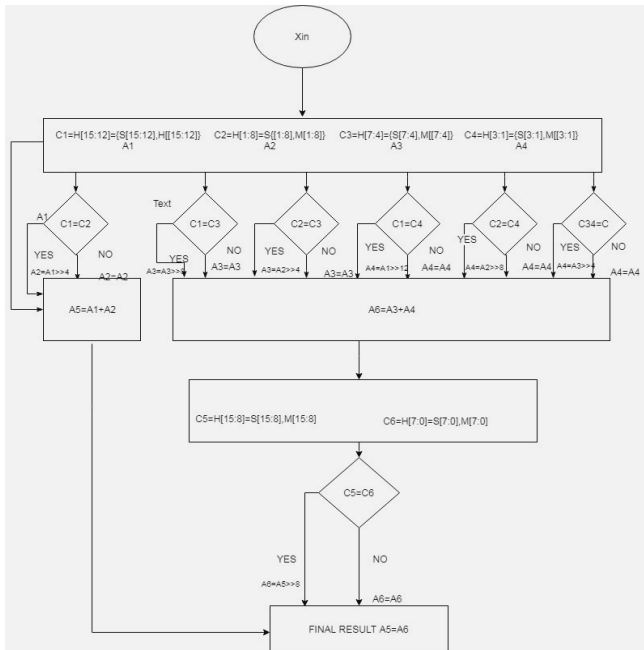 Xin
C1=H[15:12]={S[15:12],H[[15:12]} C2=H[1:8]=S{[1:8],M[1:8]} C3=H[7:4]={S[7:4],M[[7:4]} C4=H[3:1]={S[3:1],M[[3:1]}
A1 A2 A3 A4
A1 Text
C1=C2 C1=C3 C2=C3 C1=C4 C2=C4 C34=C
YES NO YES NO YES NO YES NO YES NO YES NO
A2=A1>>4 A2=A2 A3=A3>>8 A3=A3 A3=A2>>4 A3=A3 A4=A1>>12 A4=A4 A4=A2>>8 A4=A4 A4=A3>>4 A4=A4
A5=A1+A2 A6=A3+A4
C5=H[15:8]=S[15:8],M[15:8] C6=H[7:0]=S[7:0],M[7:0]
C5=C6
YES NO
A6=A5>>8
A6=A6
FINAL RESULT A5=A6